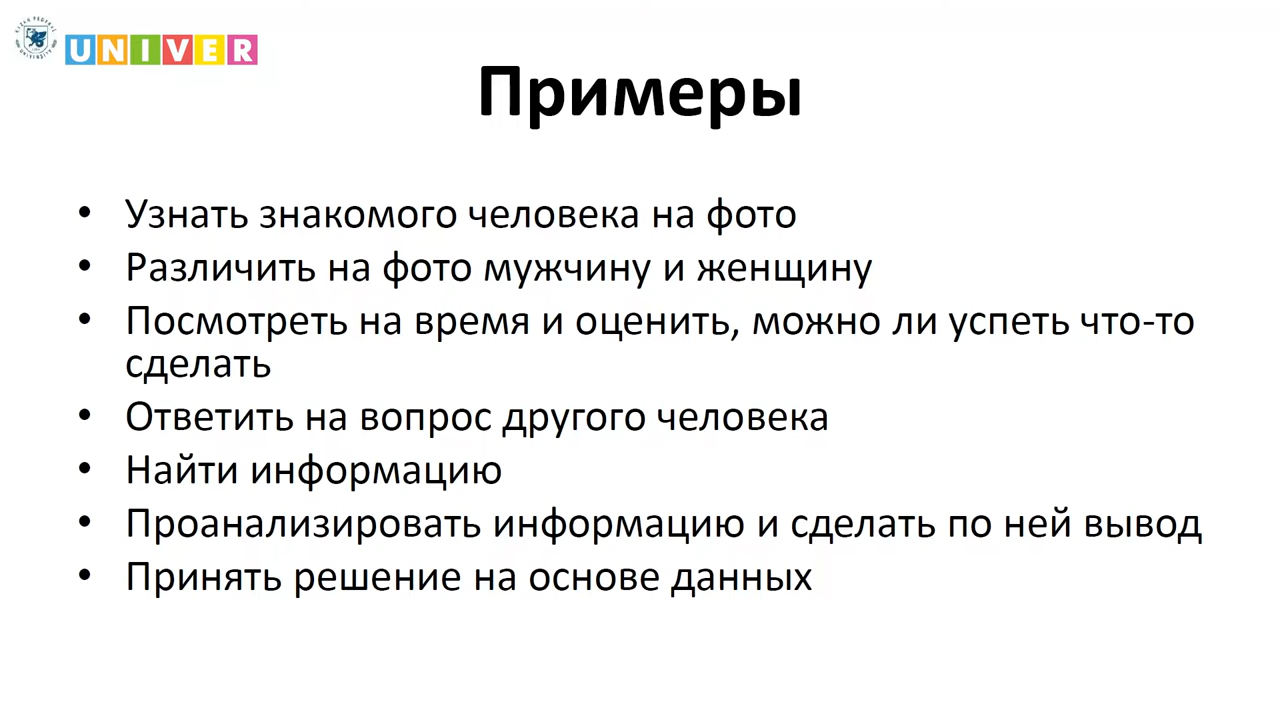 UNIVER
Примеры
• Узнать знакомого человека на фото
• Различить на фото мужчину и женщину
• Посмотреть на время и оценить, можно ли успеть что-то
сделать
• Ответить на вопрос другого человека
• Найти информацию
• Проанализировать информацию и сделать по ней вывод
• Принять решение на основе данных